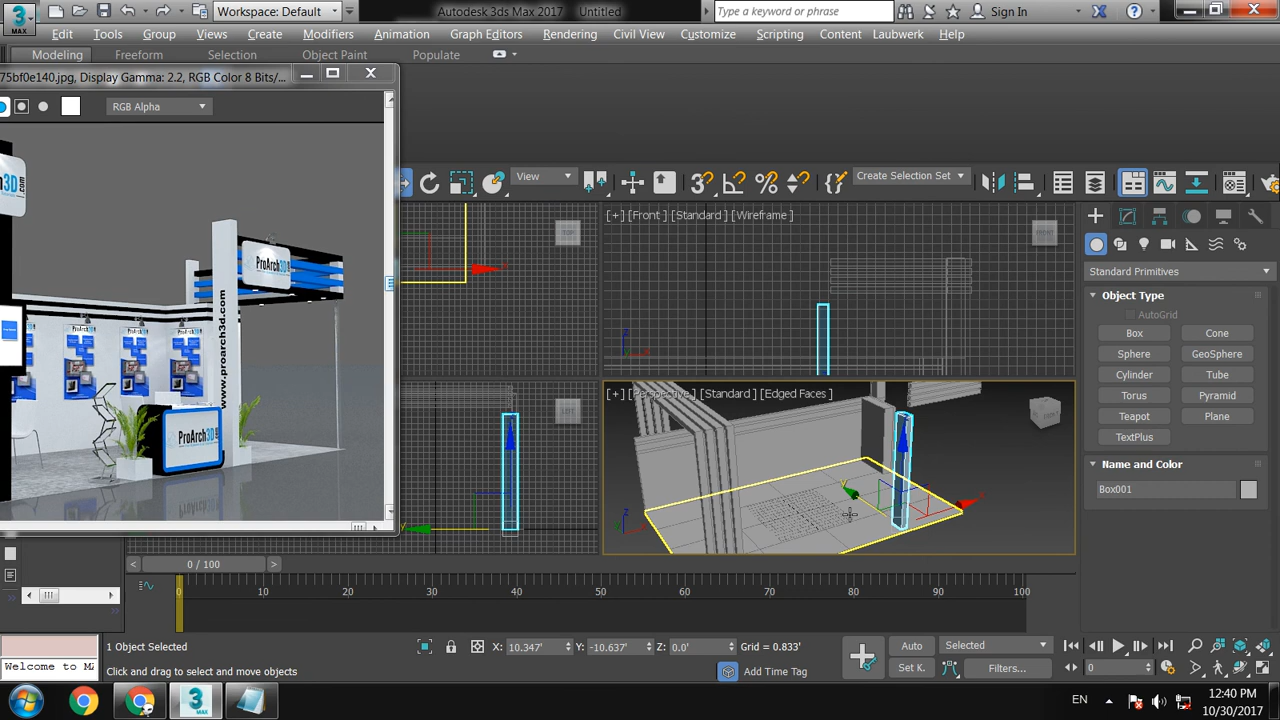 3
MAX
Workspace: Default
Autodesk 3ds Max 2017
Untitled
Type a keyword or phrase
Sign In
Edit
Tools
Group
Views
Create
Modifiers
Animation
Graph Editors
Rendering
Civil View
Customize
Scripting
Content
Laubwerk
Help
Modeling
Freeform
Selection
Object Paint
Populate
75bf0e140.jpg, Display Gamma: 2.2, RGB Color 8 Bits/...
RGB Alpha
View
3
Create Selection Set
[+] [Front ] [Standard ] [Wireframe ]
TOP
FRONT
Standard Primitives
Object Type
AutoGrid
Box
Cone
Sphere
GeoSphere
Cylinder
Tube
Torus
Pyramid
Teapot
Plane
TextPlus
Name and Color
Box001
ProArch3D
www.proarch3d.com
ProArch3D
[+] [Perspective ] [Standard ] [Edged Faces ]
LEFT
x
y
z
0 / 100
0
10
20
30
40
50
60
70
80
90
100
1 Object Selected
X: 10.347'
Y: -10.637'
Z: 0.0'
Grid = 0.833'
Auto
Selected
Welcome to MA
Click and drag to select and move objects
Add Time Tag
Set K.
Filters...
0
EN
12:40 PM
10/30/2017